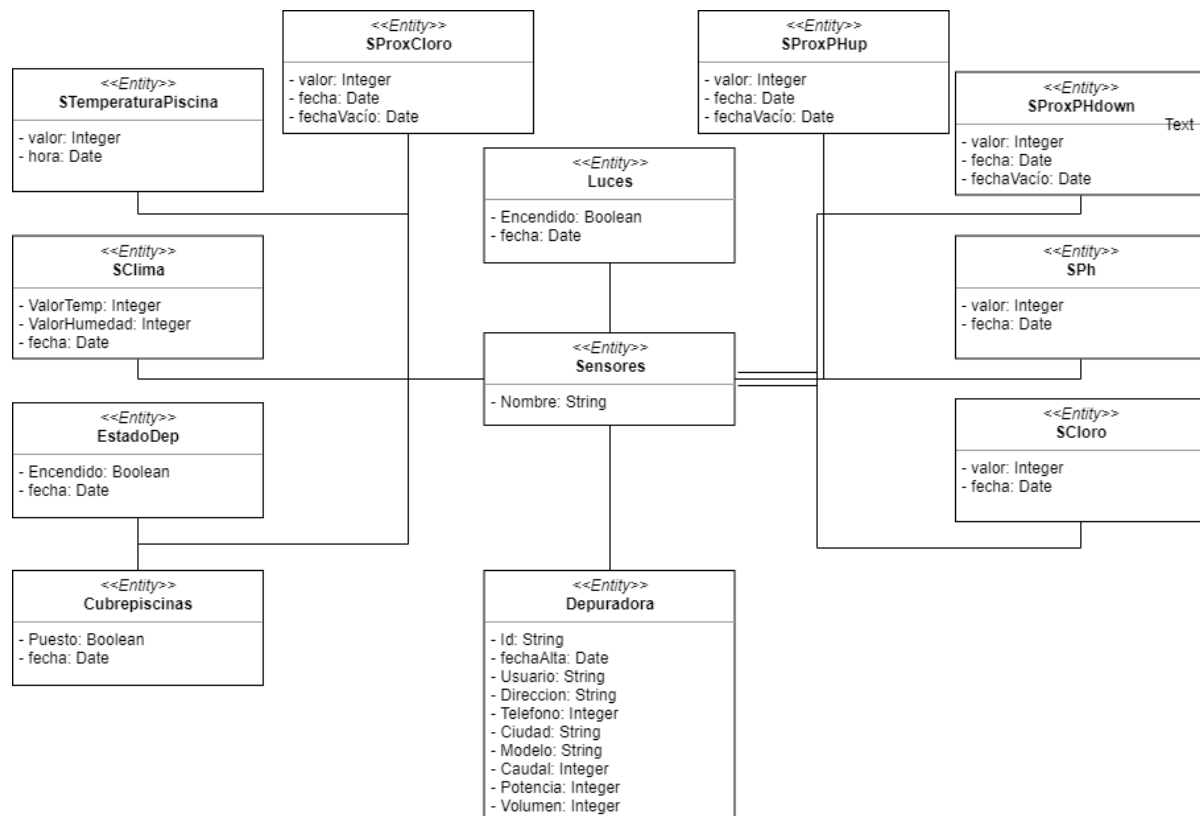 <<Entity>>
SProxCloro
- valor: Integer
- fecha: Date
- fechaVacío: Date
<<Entity>>
SProxPHup
- valor: Integer
- fecha: Date
- fechaVacío: Date
<<Entity>>
STemperaturaPiscina
- valor: Integer
- hora: Date
<<Entity>>
SProxPHdown
Text
- valor: Integer
- fecha: Date
- fechaVacío: Date
<<Entity>>
Luces
- Encendido: Boolean
- fecha: Date
<<Entity>>
SClima
- ValorTemp: Integer
- ValorHumedad: Integer
- fecha: Date
<<Entity>>
SPh
- valor: Integer
- fecha: Date
<<Entity>>
Sensores
- Nombre: String
<<Entity>>
EstadoDep
- Encendido: Boolean
- fecha: Date
<<Entity>>
SCloro
- valor: Integer
- fecha: Date
<<Entity>>
Cubrepiscinas
- Puesto: Boolean
- fecha: Date
<<Entity>>
Depuradora
- Id: String
- fechaAlta: Date
- Usuario: String
- Direccion: String
- Telefono: Integer
- Ciudad: String
- Modelo: String
- Caudal: Integer
- Potencia: Integer
- Volumen: Integer